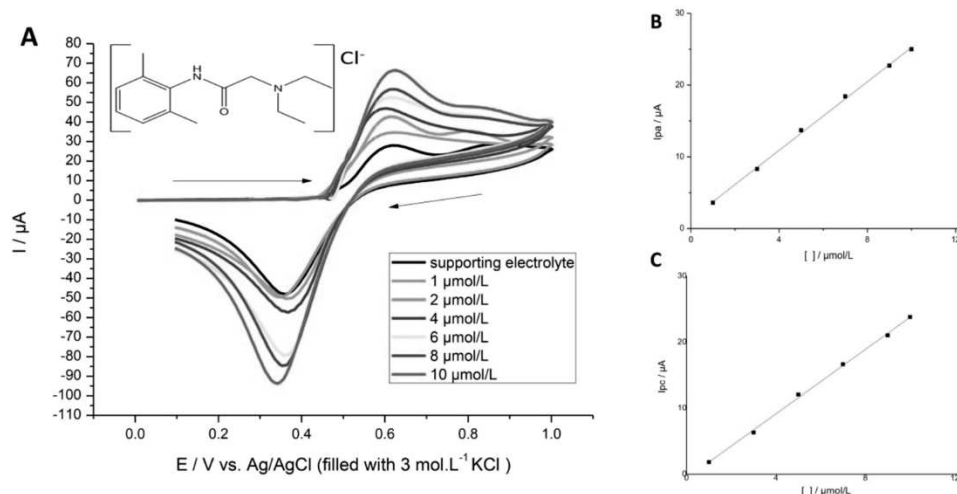 A
80
70
60
50
40
30
20
10
0
-10
-20
-30
-40
-50
-60
-70
-80
-90
-100
-110
I / µA
H
N
O
N
Cl⁻
supporting electrolyte
1 µmol/L
2 µmol/L
4 µmol/L
6 µmol/L
8 µmol/L
10 µmol/L
0.0 0.2 0.4 0.6 0.8 1.0
E / V vs. Ag/AgCl (filled with 3 mol.L⁻¹ KCl )
B
30
20
10
0
Ipa / µA
0 4 8 12
[ ] / µmol/L
C
30
20
10
0
Ipc / µA
0 4 8 12
[ ] / µmol/L